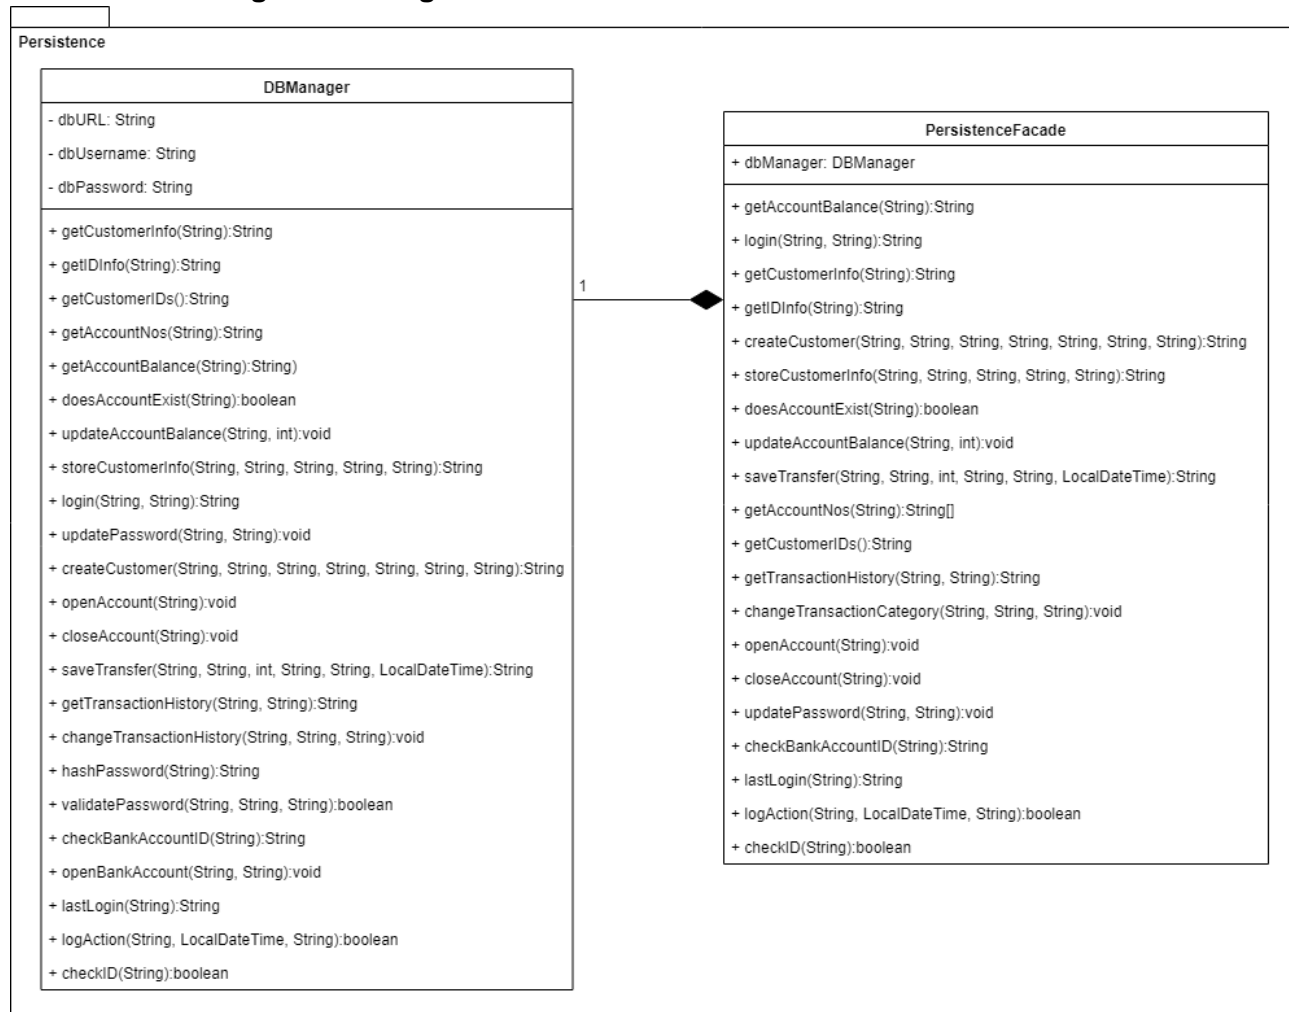 Persistence
DBManager
- dbURL: String
- dbUsername: String
- dbPassword: String
+ getCustomerInfo(String):String
+ getIDInfo(String):String
+ getCustomerIDs():String
+ getAccountNos(String):String
+ getAccountBalance(String):String)
+ doesAccountExist(String):boolean
+ updateAccountBalance(String, int):void
+ storeCustomerInfo(String, String, String, String, String):String
+ login(String, String):String
+ updatePassword(String, String):void
+ createCustomer(String, String, String, String, String, String, String):String
+ openAccount(String):void
+ closeAccount(String):void
+ saveTransfer(String, String, int, String, String, LocalDateTime):String
+ getTransactionHistory(String, String):String
+ changeTransactionHistory(String, String, String):void
+ hashPassword(String):String
+ validatePassword(String, String, String):boolean
+ checkBankAccountID(String):String
+ openBankAccount(String, String):void
+ lastLogin(String):String
+ logAction(String, LocalDateTime, String):boolean
+ checkID(String):boolean
1
PersistenceFacade
+ dbManager: DBManager
+ getAccountBalance(String):String
+ login(String, String):String
+ getCustomerInfo(String):String
+ getIDInfo(String):String
+ createCustomer(String, String, String, String, String, String, String):String
+ storeCustomerInfo(String, String, String, String, String):String
+ doesAccountExist(String):boolean
+ updateAccountBalance(String, int):void
+ saveTransfer(String, String, int, String, String, LocalDateTime):String
+ getAccountNos(String):String[]
+ getCustomerIDs():String
+ getTransactionHistory(String, String):String
+ changeTransactionCategory(String, String, String):void
+ openAccount(String):void
+ closeAccount(String):void
+ updatePassword(String, String):void
+ checkBankAccountID(String):String
+ lastLogin(String):String
+ logAction(String, LocalDateTime, String):boolean
+ checkID(String):boolean